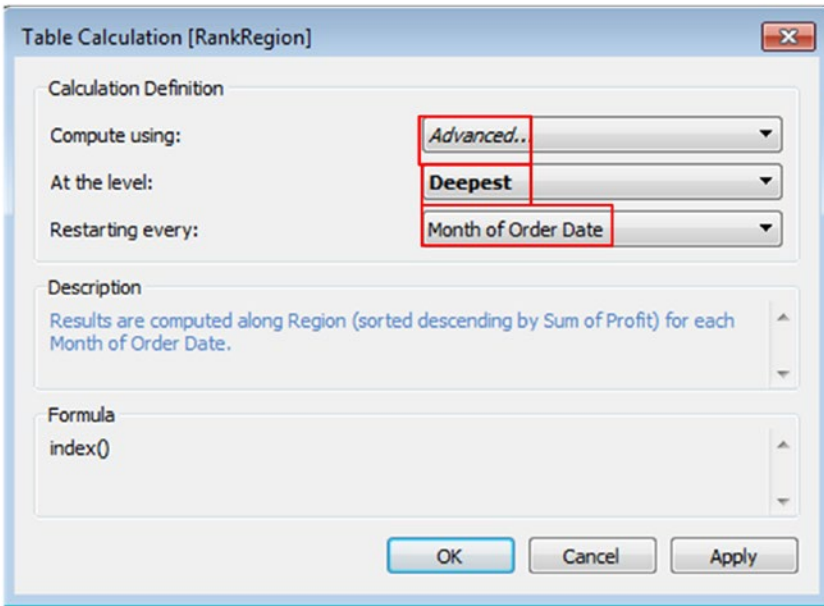 Table Calculation [RankRegion]
Calculation Definition
Compute using:
Advanced...
At the level:
Deepest
Restarting every:
Month of Order Date
Description
Results are computed along Region (sorted descending by Sum of Profit) for each
Month of Order Date.
Formula
index()
OK
Cancel
Apply